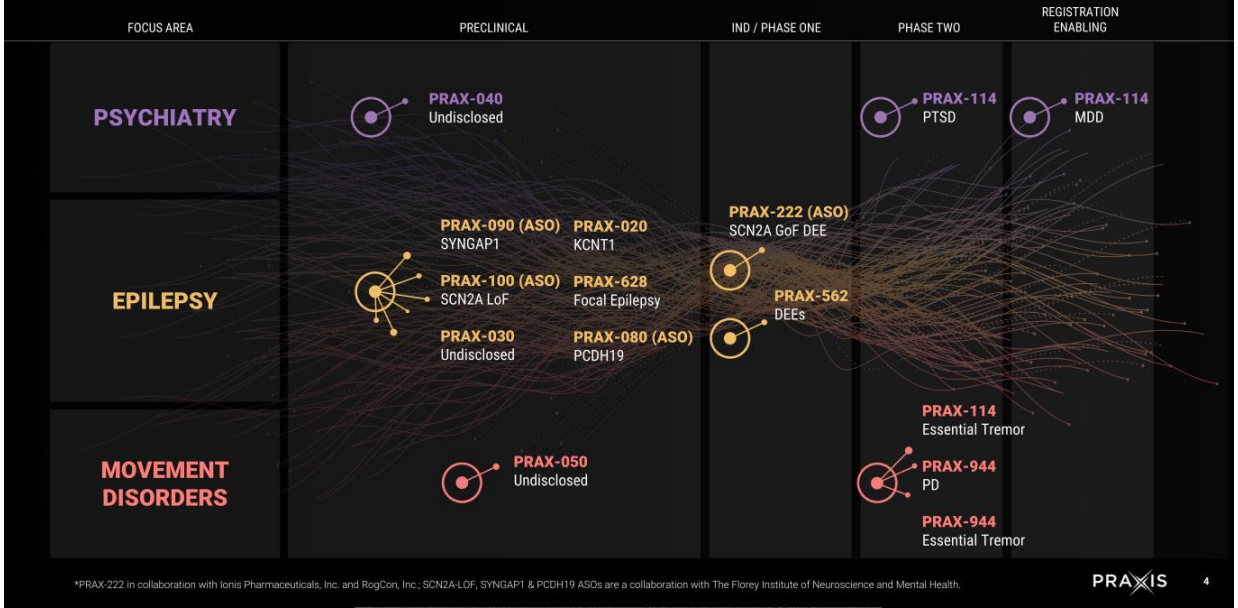 FOCUS AREA
PRECLINICAL
IND / PHASE ONE
PHASE TWO
REGISTRATION
ENABLING
PSYCHIATRY
PRAX-040
Undisclosed
PRAX-114
PTSD
PRAX-114
MDD
EPILEPSY
PRAX-090 (ASO)
SYNGAP1
PRAX-020
KCNT1
PRAX-100 (ASO)
SCN2A LoF
PRAX-628
Focal Epilepsy
PRAX-030
Undisclosed
PRAX-080 (ASO)
PCDH19
PRAX-222 (ASO)
SCN2A GoF DEE
PRAX-562
DEEs
MOVEMENT
DISORDERS
PRAX-050
Undisclosed
PRAX-114
Essential Tremor
PRAX-944
PD
PRAX-944
Essential Tremor
*PRAX-222 in collaboration with Ionis Pharmaceuticals, Inc. and RogCon, Inc.; SCN2A-LOF, SYNGAP1 & PCDH19 ASOs are a collaboration with The Florey Institute of Neuroscience and Mental Health.
PRAXIS
4